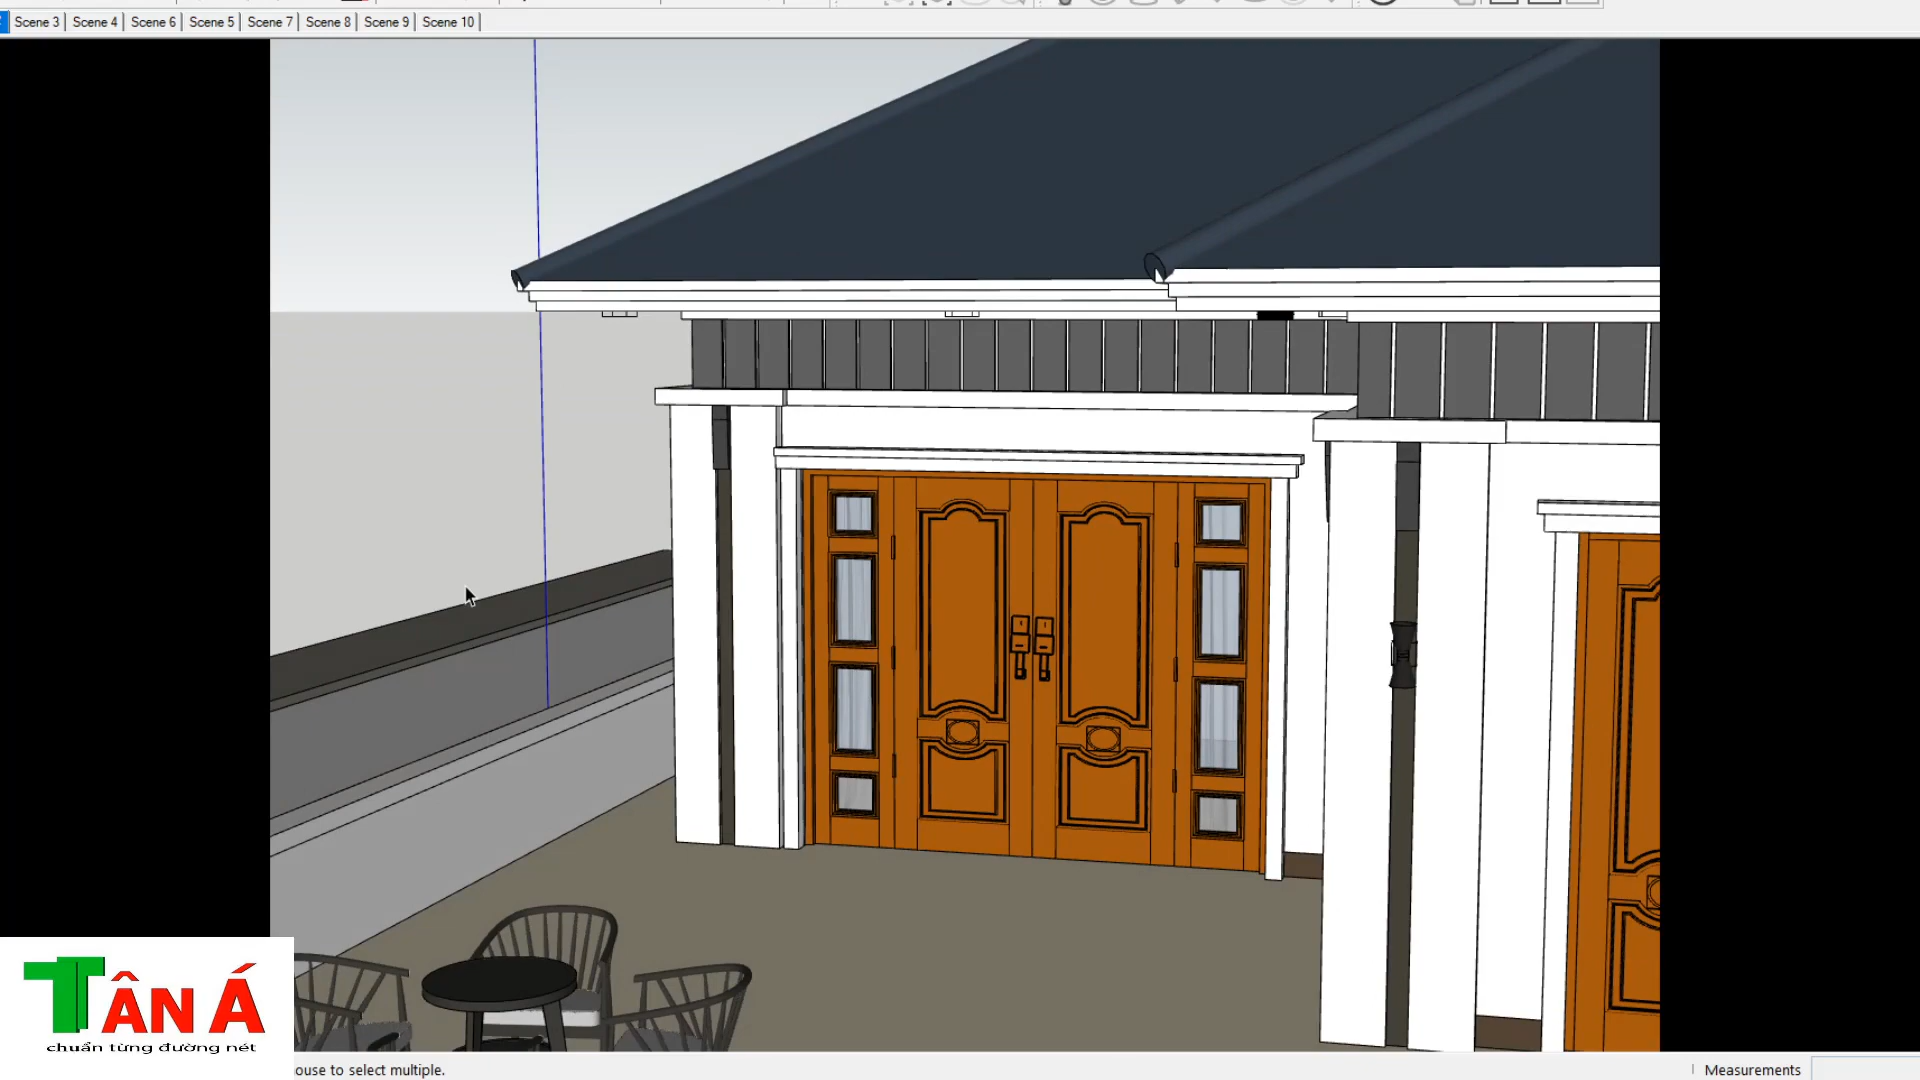 Scene 3 Scene 4 Scene 6 Scene 5 Scene 7 Scene 8 Scene 9 Scene 10
TÂN Á
chuẩn từng đường nét
ouse to select multiple.
Measurements